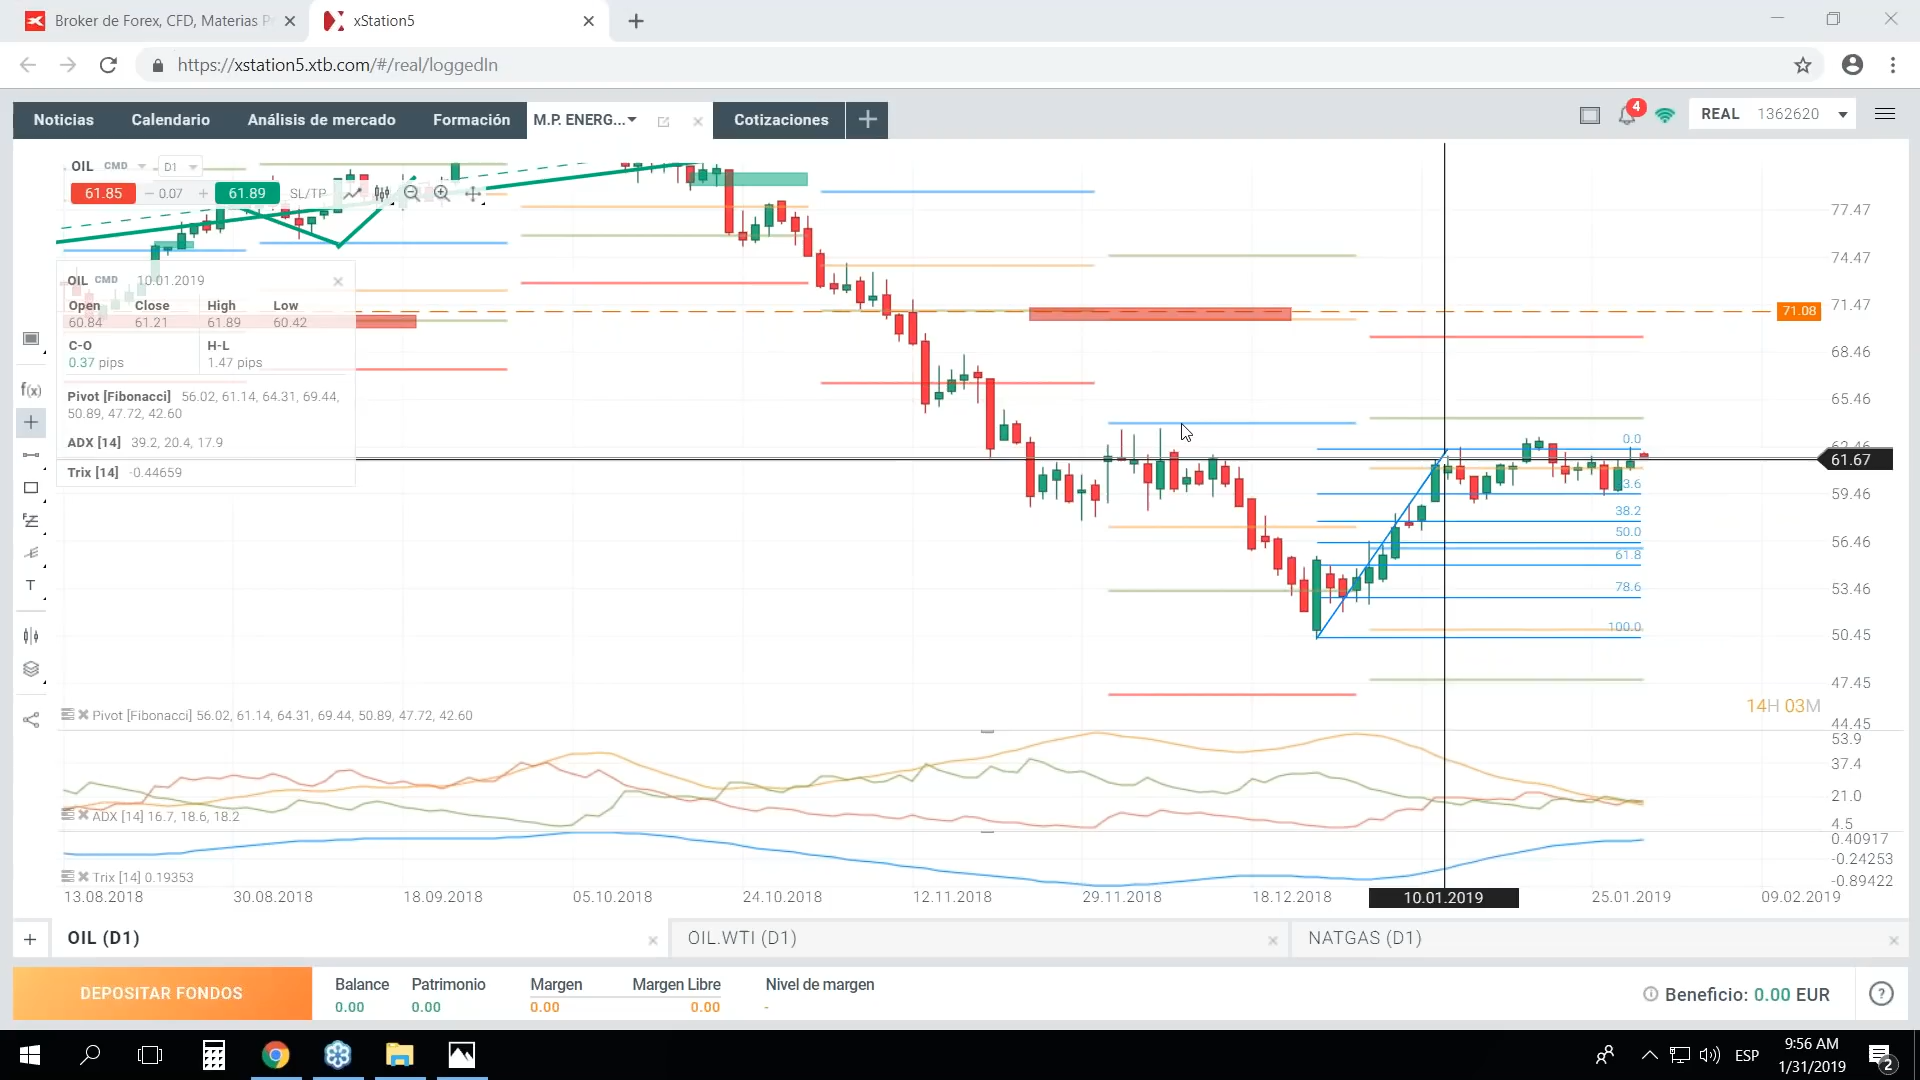 Broker de Forex, CFD, Materias P
xStation5
https://xstation5.xtb.com/#/real/loggedIn
Noticias
Calendario
Análisis de mercado
Formación
M.P. ENERG...
Cotizaciones
4
REAL 1362620
OIL CMD D1
61.85 0.07 61.89 SL/TP
OIL CMD 10.01.2019
Open Close High Low
60.84 61.21 61.89 60.42
C-O H-L
0.37 pips 1.47 pips
Pivot [Fibonacci] 56.02, 61.14, 64.31, 69.44,
50.89, 47.72, 42.60
ADX [14] 39.2, 20.4, 17.9
Trix [14] -0.44659
f(x)
T
77.47
74.47
71.47
71.08
68.46
65.46
62.46
61.67
59.46
56.46
53.46
50.45
47.45
44.45
0.0
3.6
38.2
50.0
61.8
78.6
100.0
14H 03M
Pivot [Fibonacci] 56.02, 61.14, 64.31, 69.44, 50.89, 47.72, 42.60
53.9
37.4
21.0
4.5
ADX [14] 16.7, 18.6, 18.2
0.40917
-0.24253
-0.89422
Trix [14] 0.19353
13.08.2018 30.08.2018 18.09.2018 05.10.2018 24.10.2018 12.11.2018 29.11.2018 18.12.2018 10.01.2019 25.01.2019 09.02.2019
OIL (D1)
OIL.WTI (D1)
NATGAS (D1)
DEPOSITAR FONDOS
Balance Patrimonio Margen Margen Libre Nivel de margen
0.00 0.00 0.00 0.00 -
Beneficio: 0.00 EUR
?
ESP
9:56 AM
1/31/2019
2